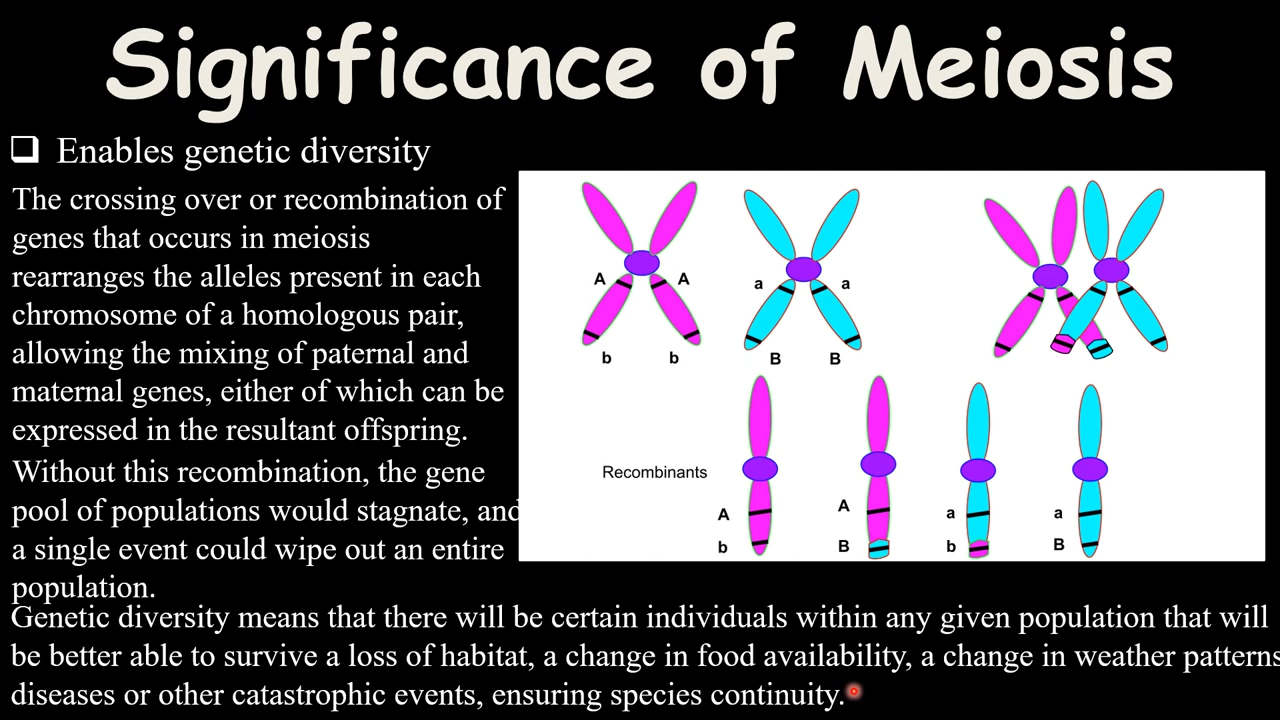 Significance of Meiosis
❑ Enables genetic diversity
The crossing over or recombination of
genes that occurs in meiosis
rearranges the alleles present in each
chromosome of a homologous pair,
allowing the mixing of paternal and
maternal genes, either of which can be
expressed in the resultant offspring.
Without this recombination, the gene
pool of populations would stagnate, and
a single event could wipe out an entire
population.
Genetic diversity means that there will be certain individuals within any given population that will
be better able to survive a loss of habitat, a change in food availability, a change in weather patterns
diseases or other catastrophic events, ensuring species continuity.
A A a a
b b B B
Recombinants
A A a a
b B b B